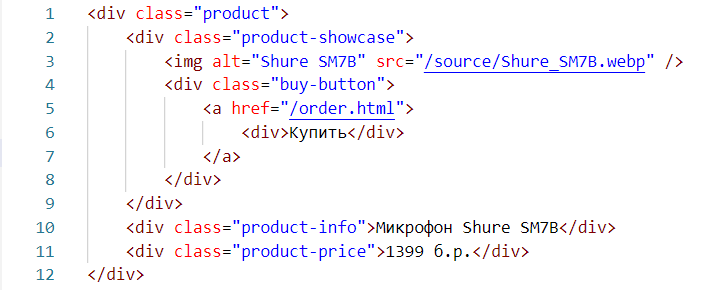 1 <div class="product">
2 <div class="product-showcase">
3 <img alt="Shure SM7B" src="/source/Shure_SM7B.webp" />
4 <div class="buy-button">
5 <a href="/order.html">
6 <div>Купить</div>
7 </a>
8 </div>
9 </div>
10 <div class="product-info">Микрофон Shure SM7B</div>
11 <div class="product-price">1399 б.р.</div>
12 </div>